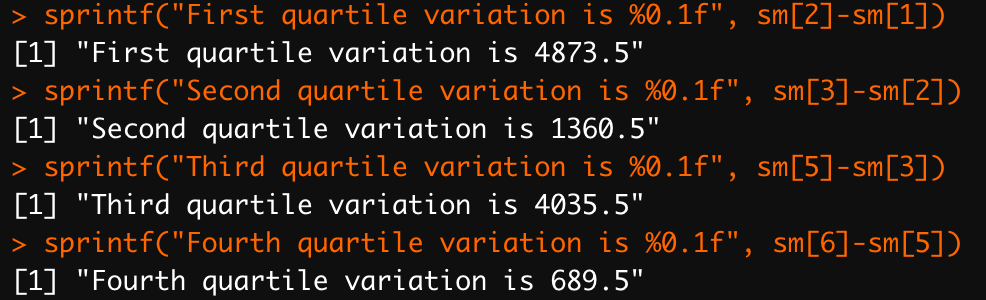 > sprintf("First quartile variation is %0.1f", sm[2]-sm[1])
[1] "First quartile variation is 4873.5"
> sprintf("Second quartile variation is %0.1f", sm[3]-sm[2])
[1] "Second quartile variation is 1360.5"
> sprintf("Third quartile variation is %0.1f", sm[5]-sm[3])
[1] "Third quartile variation is 4035.5"
> sprintf("Fourth quartile variation is %0.1f", sm[6]-sm[5])
[1] "Fourth quartile variation is 689.5"